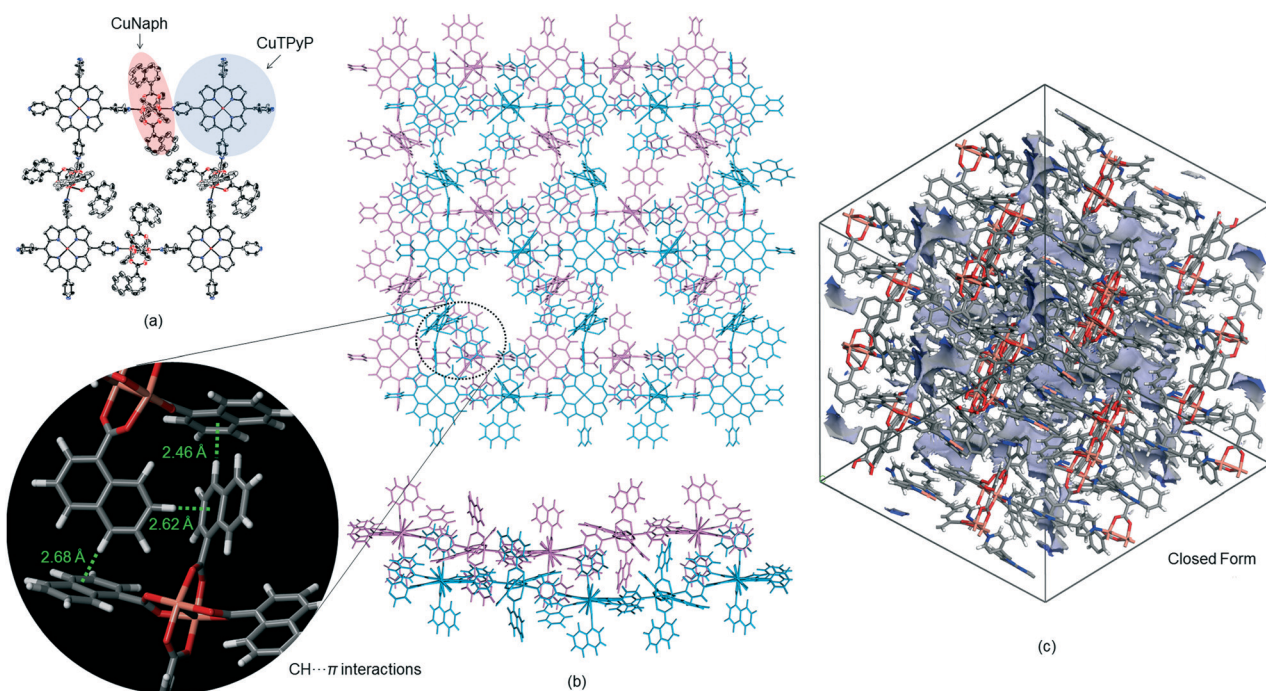 CuNaph
CuTPyP
(a)
2.46 Å
2.62 Å
2.68 Å
CH···π interactions
(b)
Closed Form
(c)